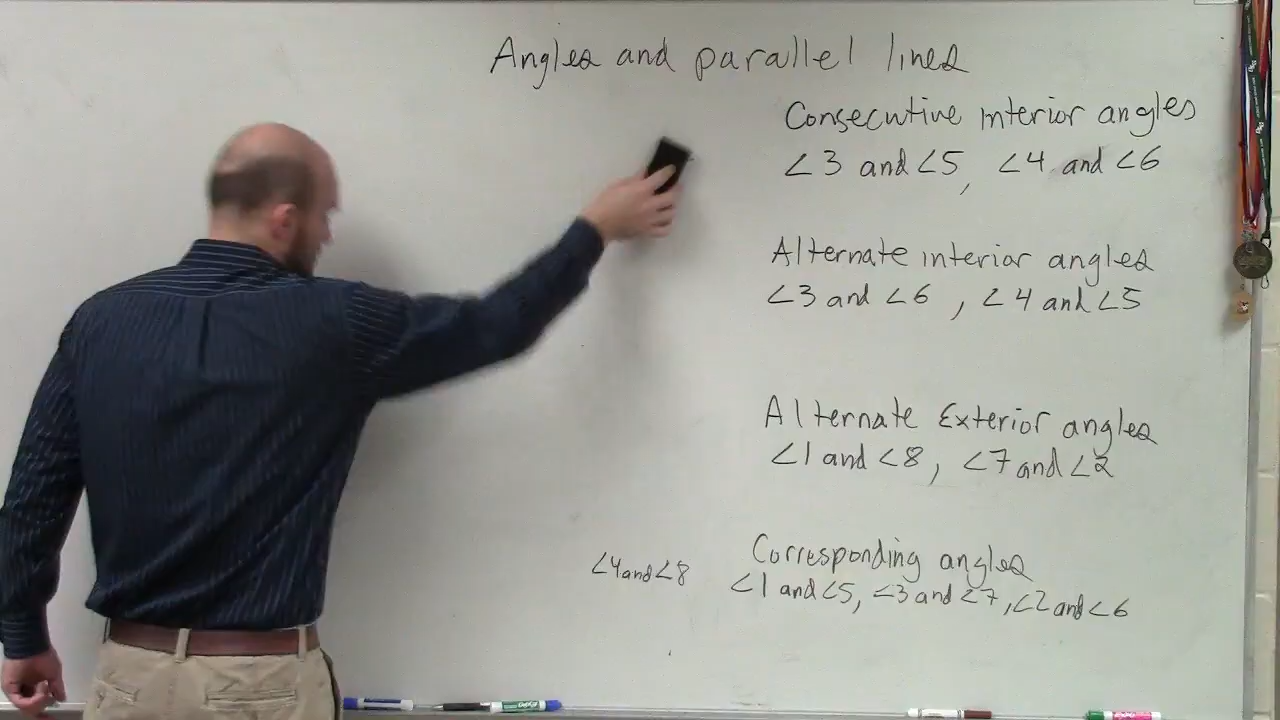 Angles and parallel lines
Consecutive interior angles
∠3 and ∠5, ∠4 and ∠6
Alternate interior angles
∠3 and ∠6 , ∠4 and ∠5
Alternate Exterior angles
∠1 and ∠8, ∠7 and ∠2
Corresponding angles
∠4 and ∠8
∠1 and ∠5, ∠3 and ∠7, ∠2 and ∠6